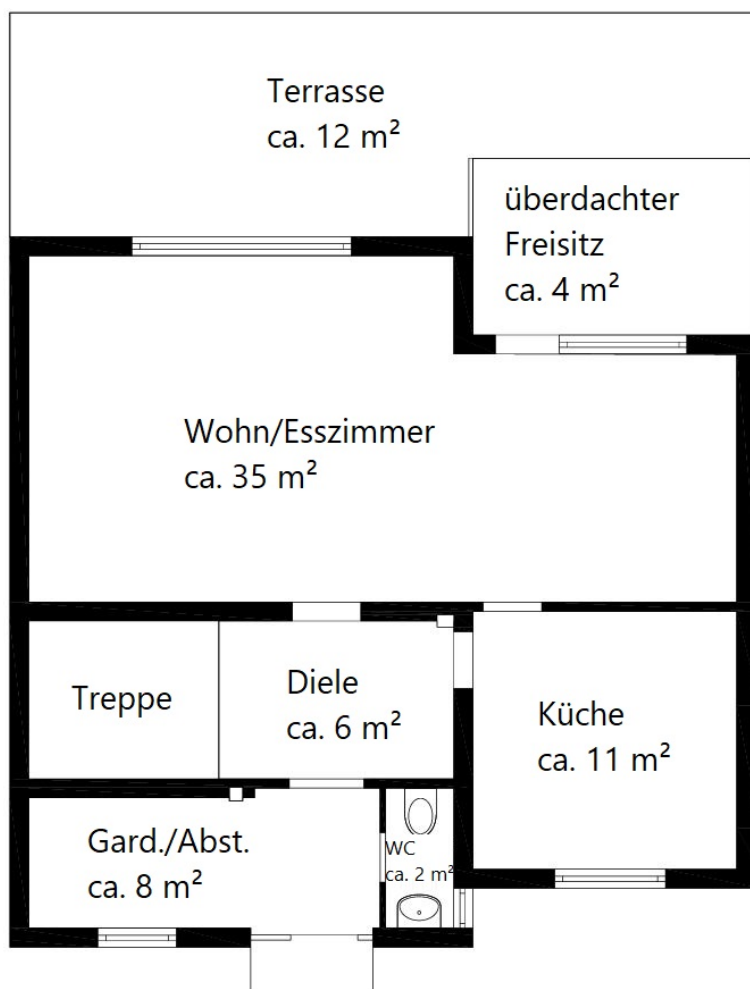 Terrasse
ca. 12 m²
überdachter
Freisitz
ca. 4 m²
Wohn/Esszimmer
ca. 35 m²
Treppe
Diele
ca. 6 m²
Küche
ca. 11 m²
Gard./Abst.
ca. 8 m²
WC
ca. 2 m²